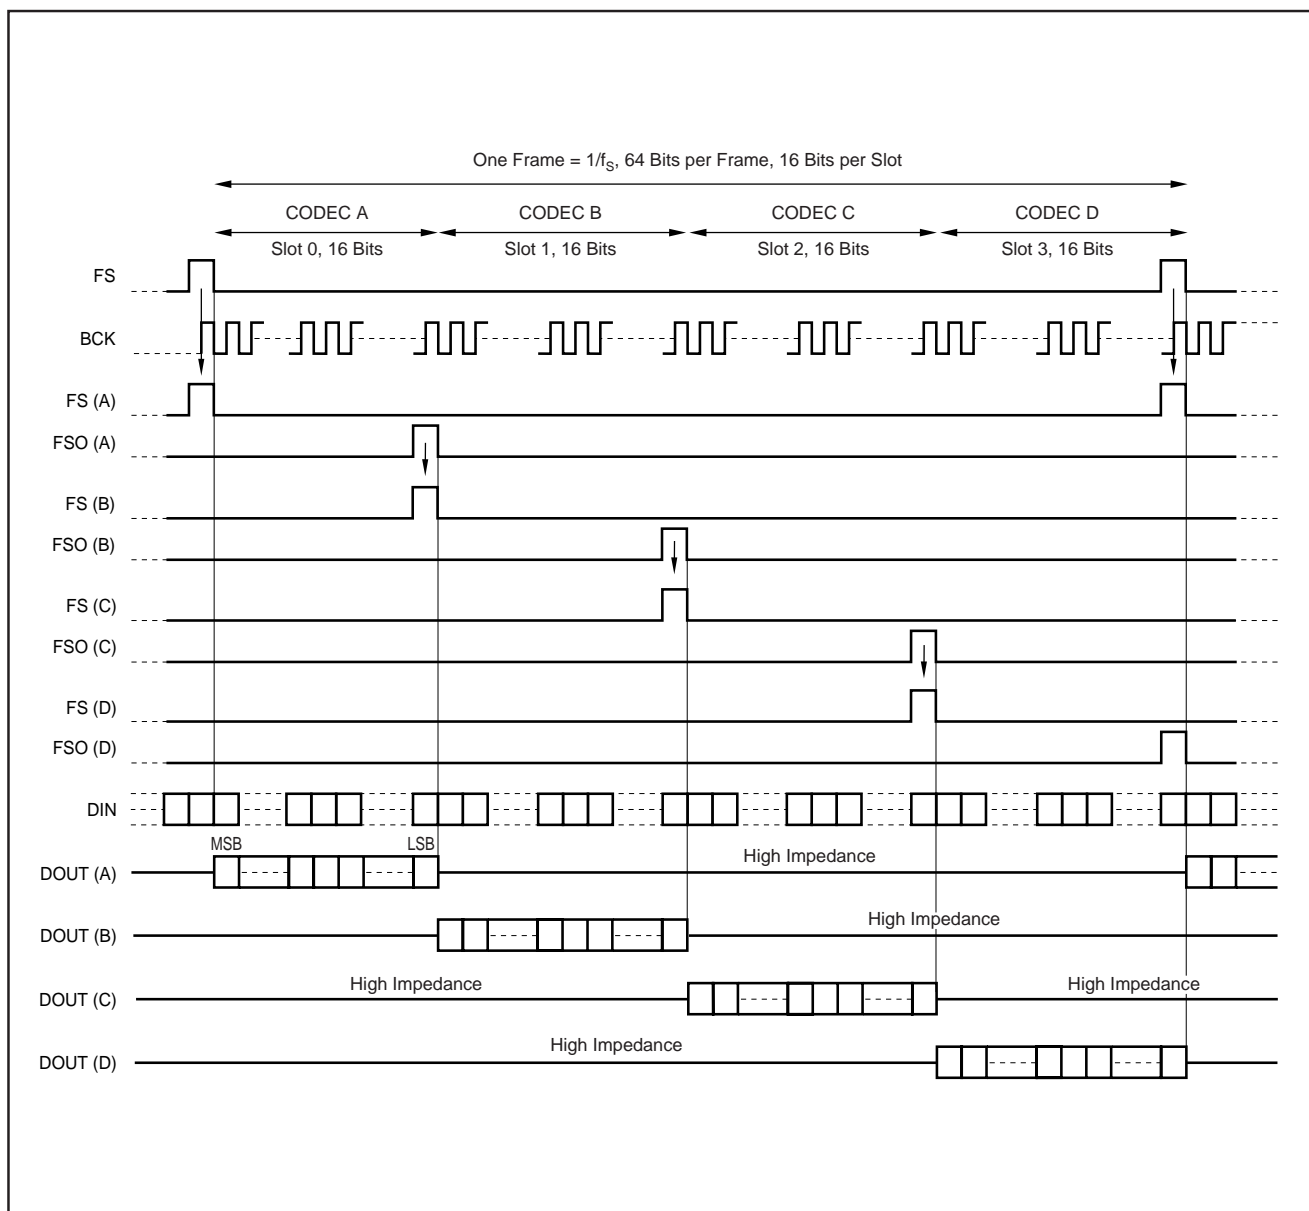 One Frame = 1/fS, 64 Bits per Frame, 16 Bits per Slot
CODEC A CODEC B CODEC C CODEC D
Slot 0, 16 Bits Slot 1, 16 Bits Slot 2, 16 Bits Slot 3, 16 Bits
FS
BCK
FS (A)
FSO (A)
FS (B)
FSO (B)
FS (C)
FSO (C)
FS (D)
FSO (D)
DIN
MSB LSB
DOUT (A) High Impedance
DOUT (B) High Impedance
DOUT (C) High Impedance High Impedance
DOUT (D) High Impedance